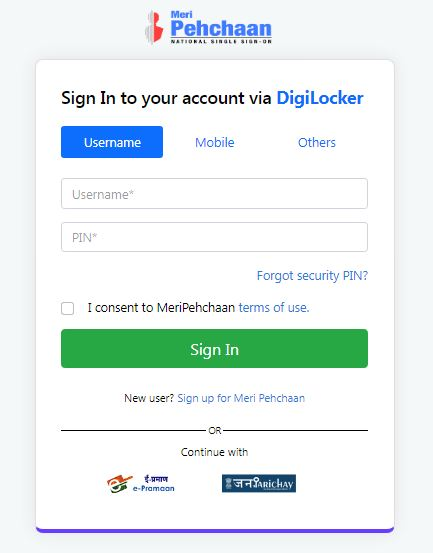 Meri
Pehchaan
NATIONAL SINGLE SIGN-ON
Sign In to your account via DigiLocker
Username Mobile Others
Username*
PIN*
Forgot security PIN?
I consent to MeriPehchaan terms of use.
Sign In
New user? Sign up for Meri Pehchaan
OR
Continue with
ई-प्रमाण
e-Pramaan
जन PARICHAY